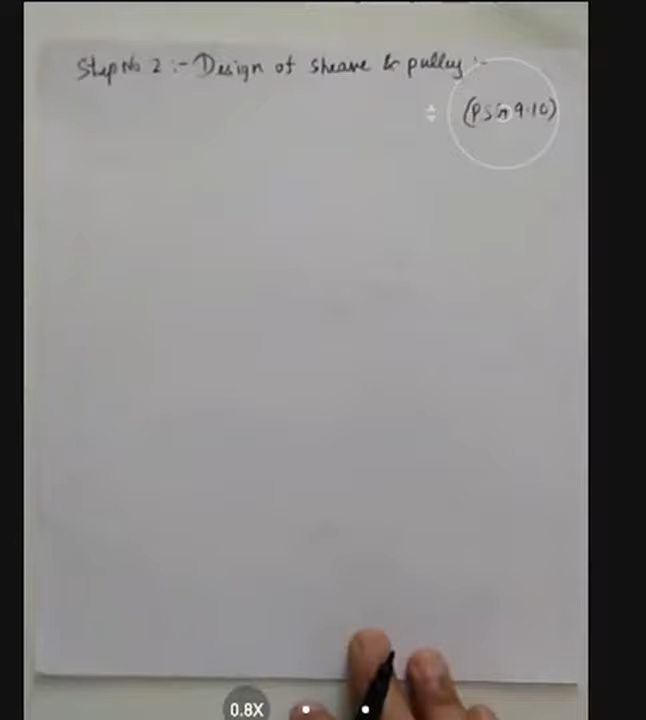 Step No 2 :- Design of sheave & pulley :-
(PSG 9.10)
0.8X